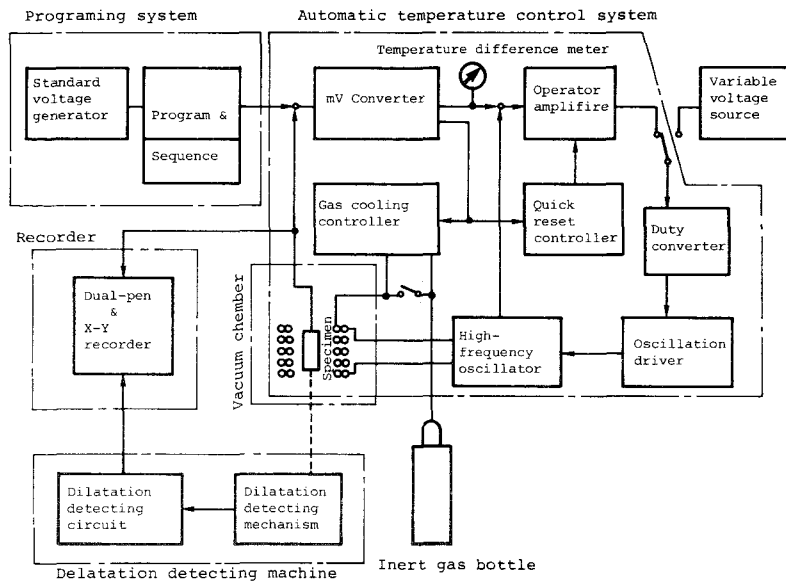 Programing system
Automatic temperature control system
Temperature difference meter
Standard
voltage
generator
Program &
Sequence
mV Converter
Operator
amplifire
Variable
voltage
source
Gas cooling
controller
Quick
reset
controller
Duty
converter
Recorder
Dual-pen
&
X-Y
recorder
Vacuum chember
Specimen
High-
frequency
oscillator
Oscillation
driver
Dilatation
detecting
circuit
Dilatation
detecting
mechanism
Delatation detecting machine
Inert gas bottle